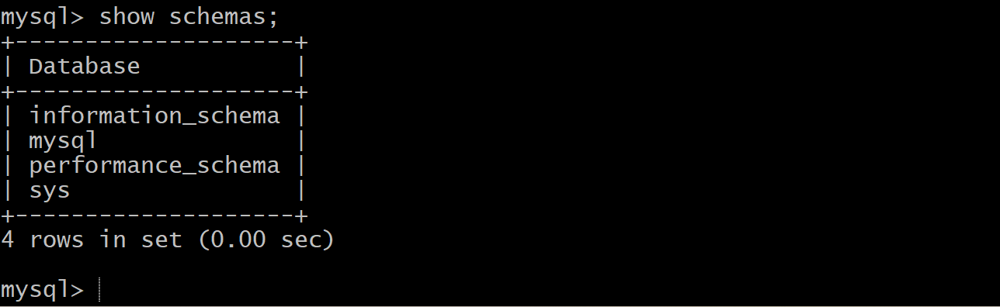 mysql> show schemas;
+--------------------+
| Database           |
+--------------------+
| information_schema |
| mysql              |
| performance_schema |
| sys                |
+--------------------+
4 rows in set (0.00 sec)
mysql>